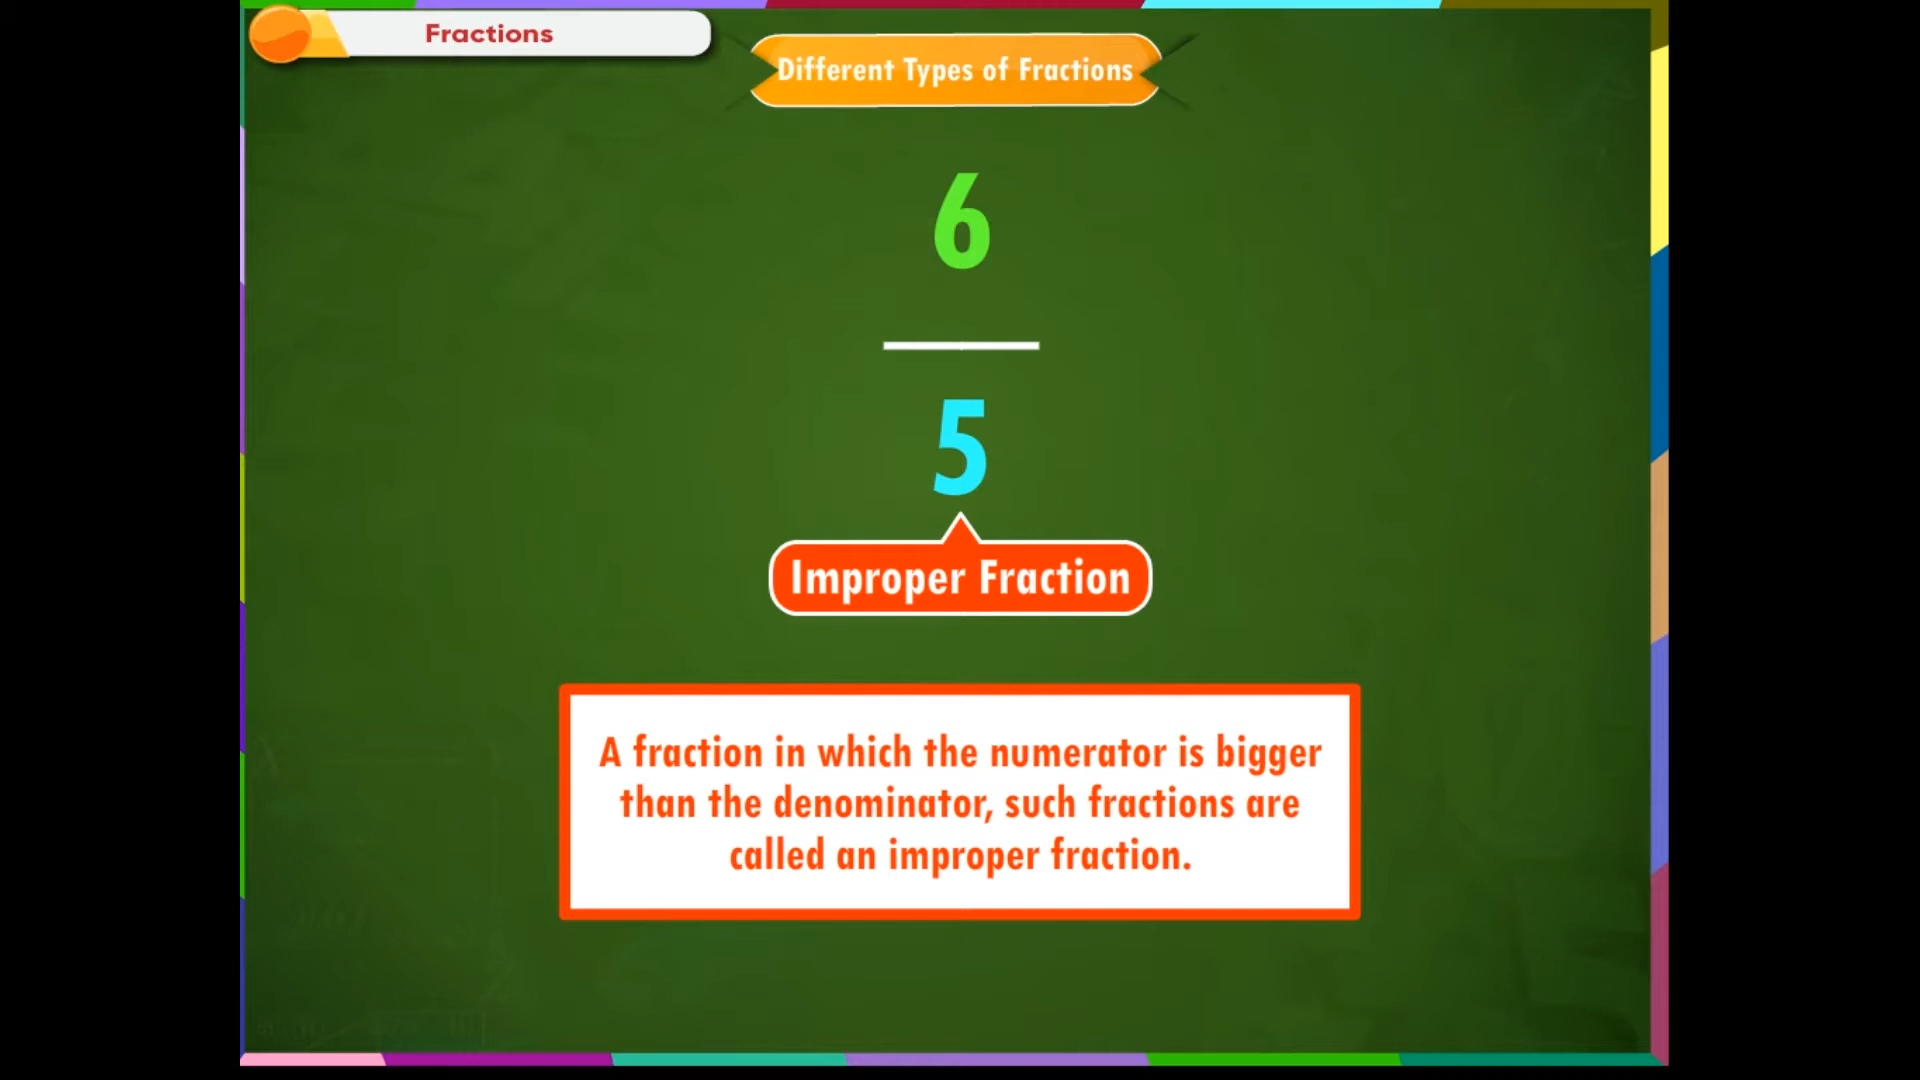 Fractions
Different Types of Fractions
6
5
Improper Fraction
A fraction in which the numerator is bigger
than the denominator, such fractions are
called an improper fraction.